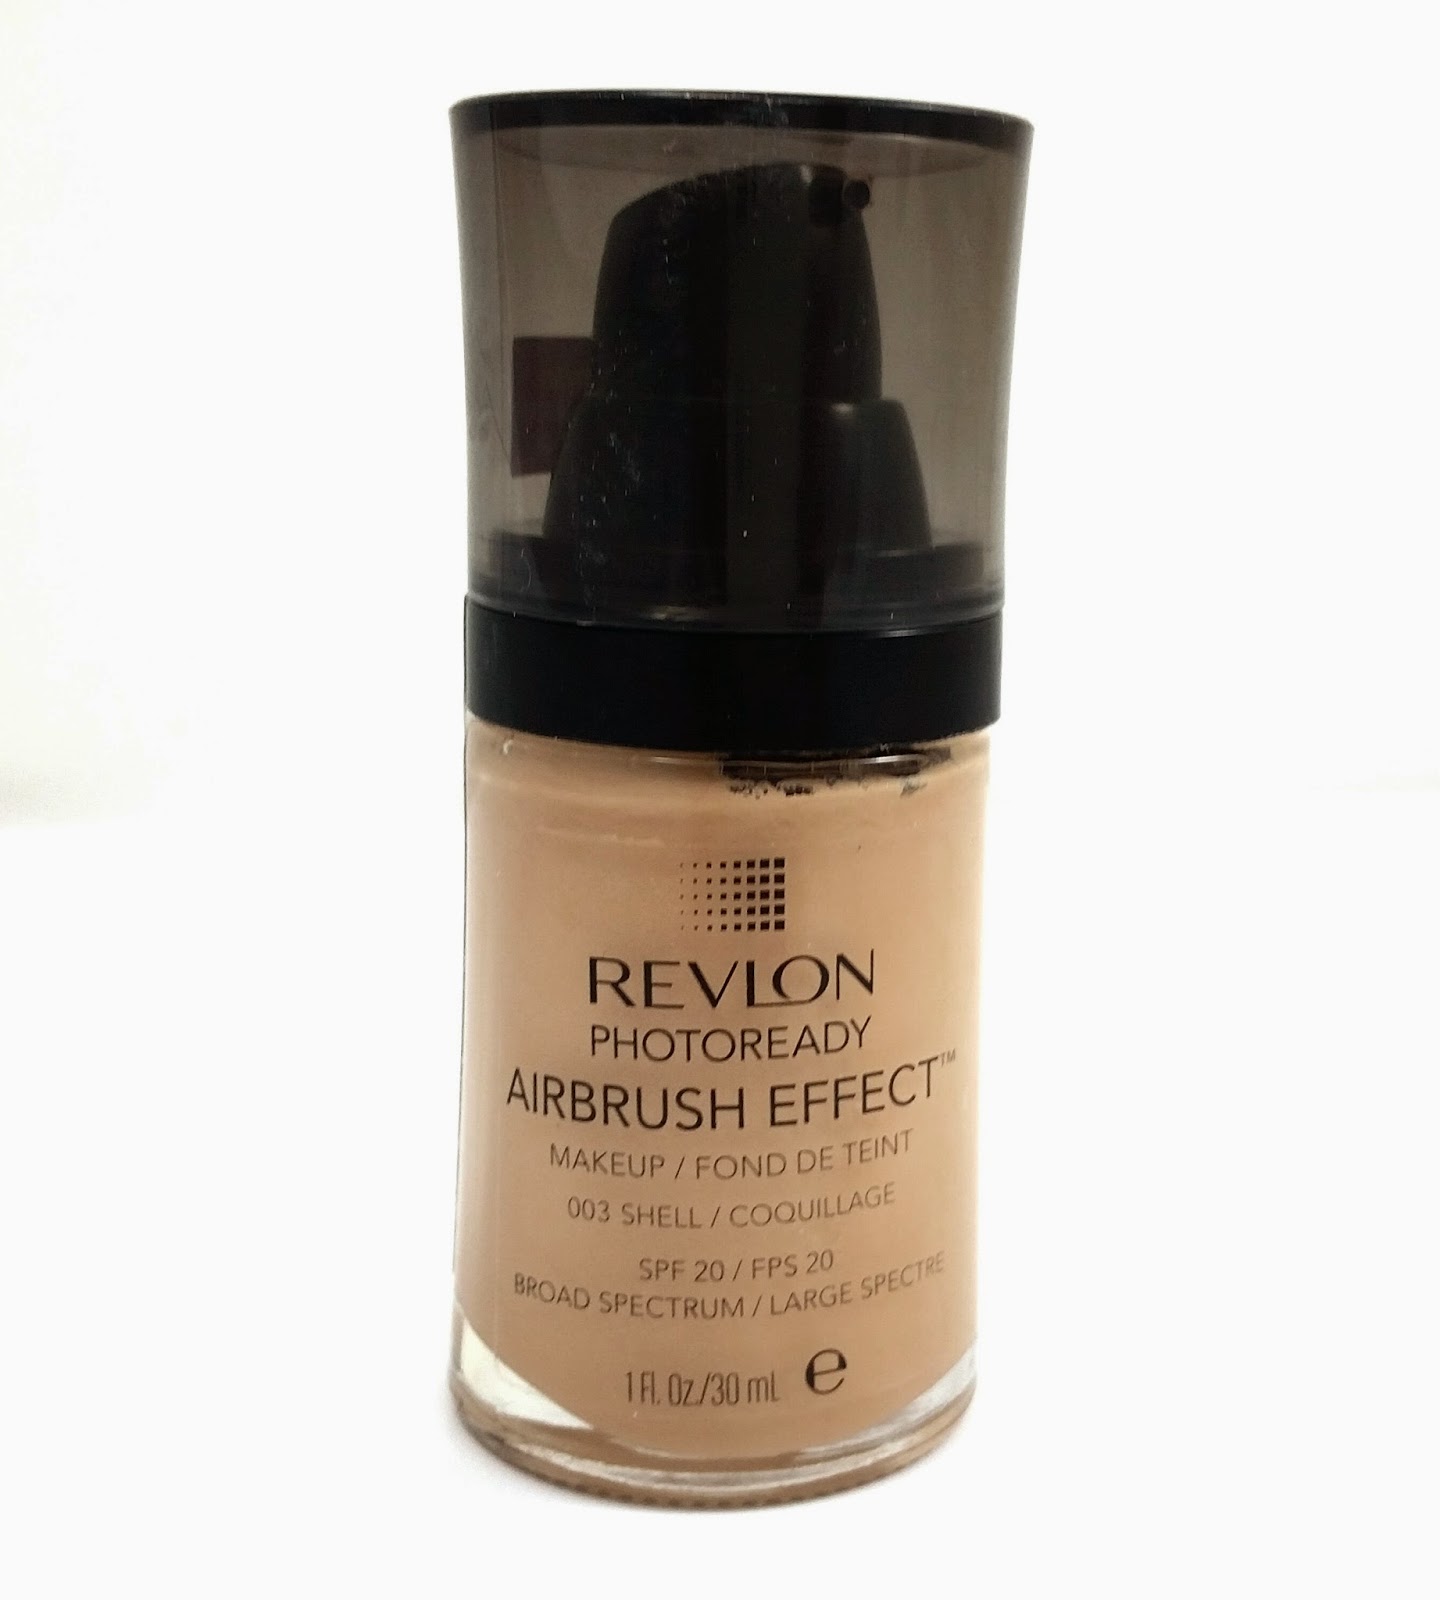 REVLON
PHOTOREADY
AIRBRUSH EFFECT™
MAKEUP / FOND DE TEINT
003 SHELL / COQUILLAGE
SPF 20 / FPS 20
BROAD SPECTRUM / LARGE SPECTRE
1 Fl. Oz./30 mL e